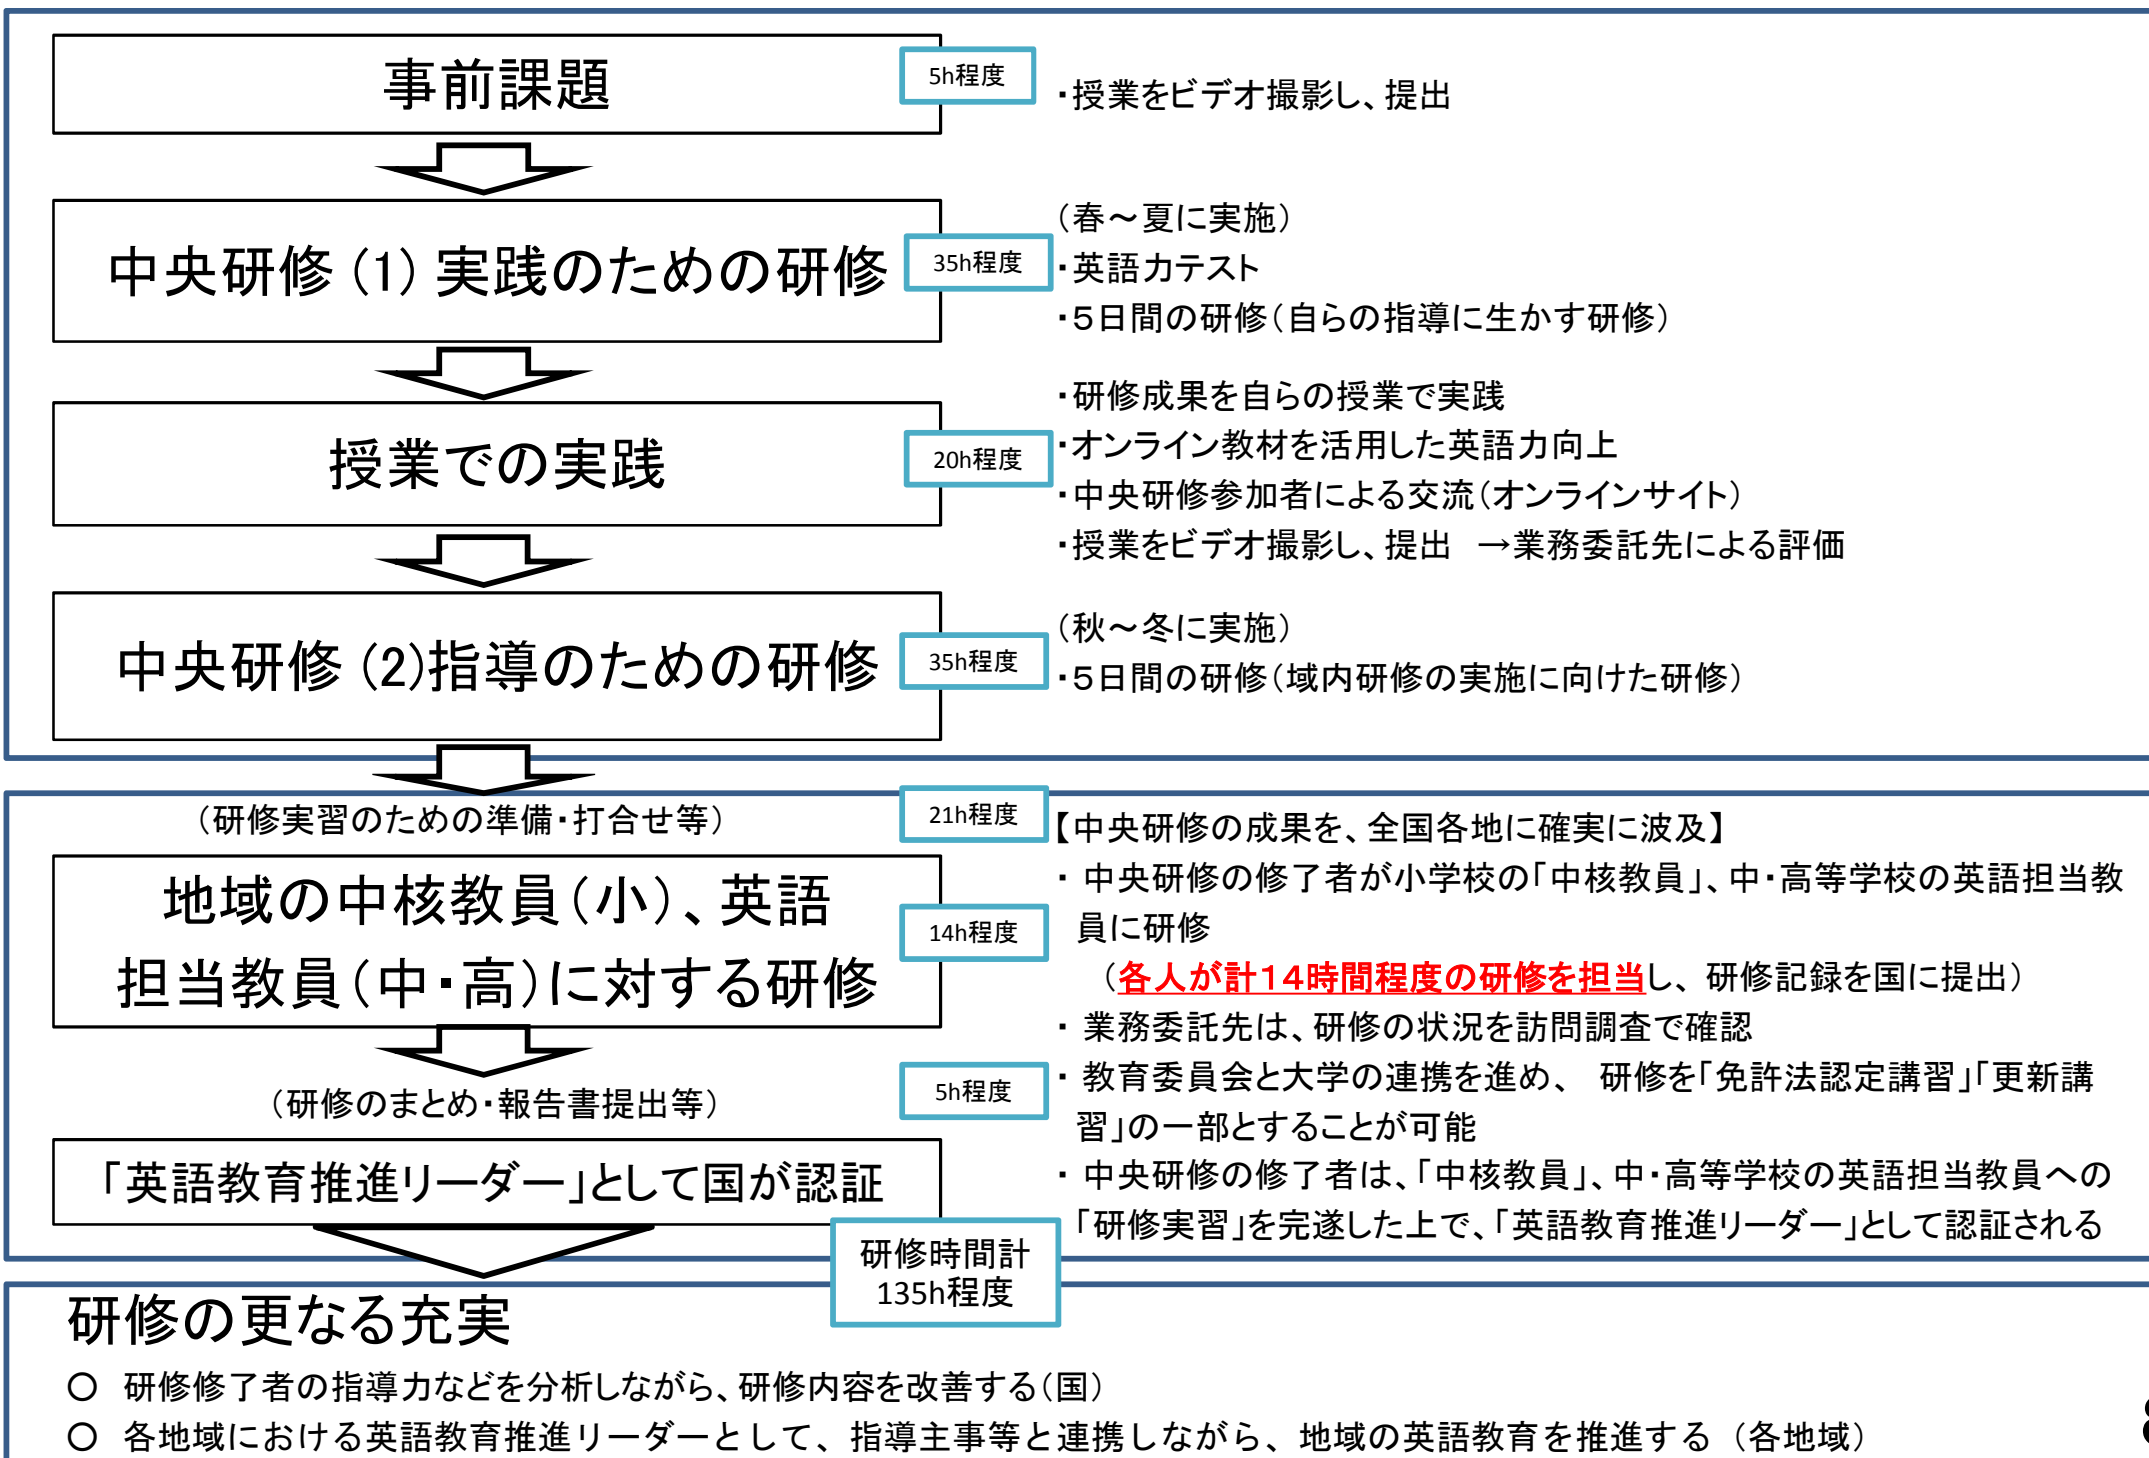 事前課題
5h程度
・授業をビデオ撮影し、提出
中央研修(1)実践のための研修
35h程度
（春～夏に実施）
・英語力テスト
・5日間の研修（自らの指導に生かす研修）
授業での実践
20h程度
・研修成果を自らの授業で実践
・オンライン教材を活用した英語力向上
・中央研修参加者による交流（オンラインサイト）
・授業をビデオ撮影し、提出　→業務委託先による評価
中央研修(2)指導のための研修
35h程度
（秋～冬に実施）
・5日間の研修（域内研修の実施に向けた研修）
（研修実習のための準備・打合せ等）
21h程度
地域の中核教員（小）、英語
担当教員（中・高）に対する研修
14h程度
（研修のまとめ・報告書提出等）
5h程度
「英語教育推進リーダー」として国が認証
【中央研修の成果を、全国各地に確実に波及】
・中央研修の修了者が小学校の「中核教員」、中・高等学校の英語担当教
員に研修
（各人が計14時間程度の研修を担当し、研修記録を国に提出）
・業務委託先は、研修の状況を訪問調査で確認
・教育委員会と大学の連携を進め、 研修を「免許法認定講習」「更新講
習」の一部とすることが可能
・中央研修の修了者は、「中核教員」、中・高等学校の英語担当教員への
「研修実習」を完遂した上で、「英語教育推進リーダー」として認証される
研修時間計
135h程度
研修の更なる充実
○　研修修了者の指導力などを分析しながら、研修内容を改善する（国）
○　各地域における英語教育推進リーダーとして、指導主事等と連携しながら、地域の英語教育を推進する（各地域）